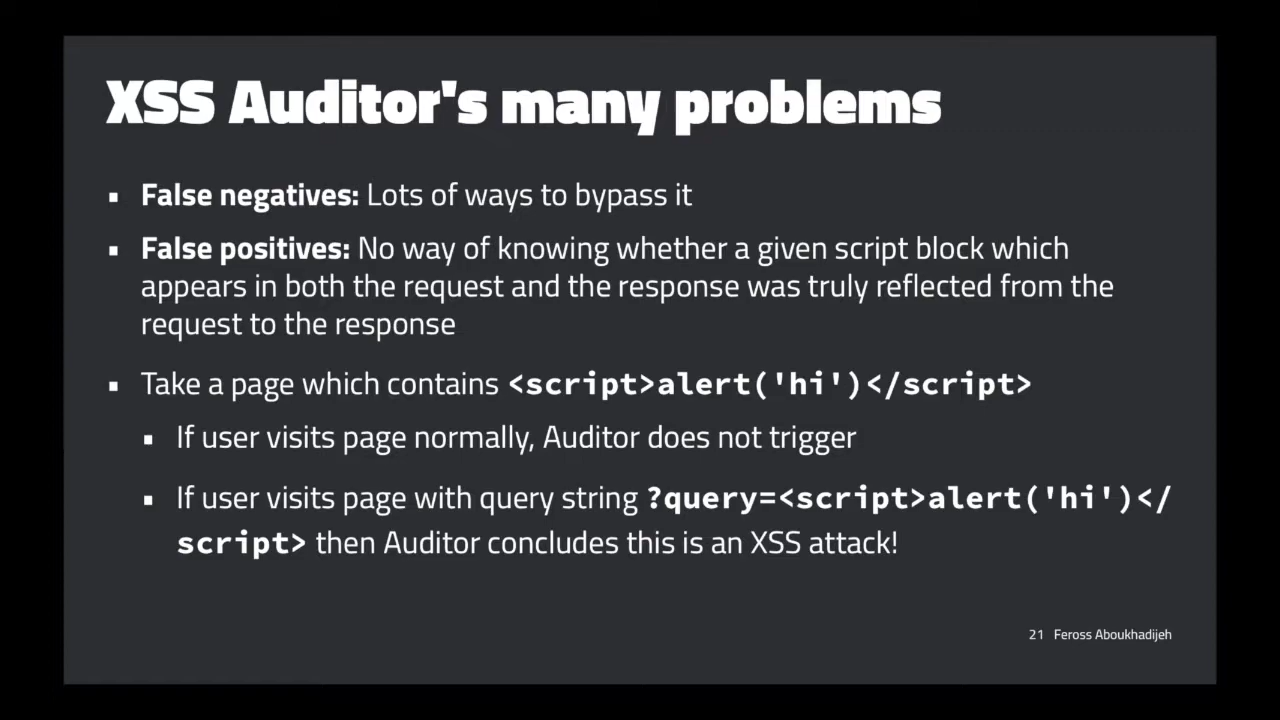 XSS Auditor's many problems
▪ False negatives: Lots of ways to bypass it
▪ False positives: No way of knowing whether a given script block which
appears in both the request and the response was truly reflected from the
request to the response
▪ Take a page which contains <script>alert('hi')</script>
▪ If user visits page normally, Auditor does not trigger
▪ If user visits page with query string ?query=<script>alert('hi')</
script> then Auditor concludes this is an XSS attack!
21 Feross Aboukhadijeh